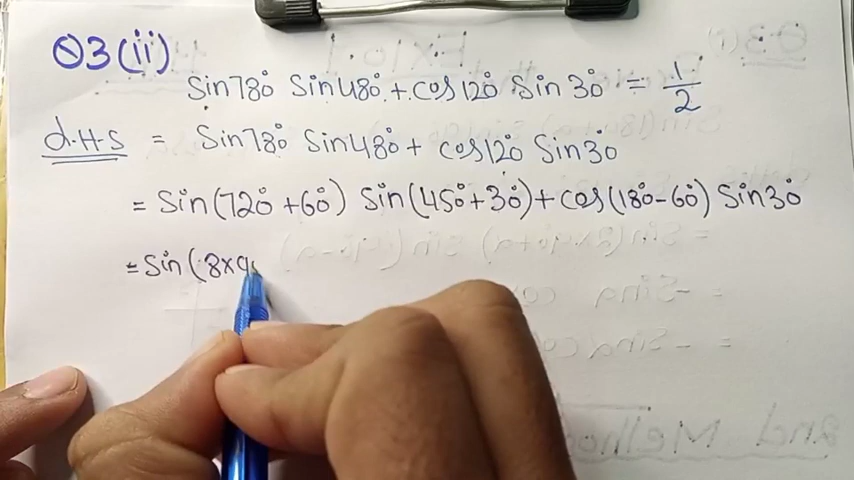 Q3(ii)
Sin780° Sin480° + cos120° Sin30° = 1/2
L.H.S = Sin780° Sin480° + cos120° Sin30°
= Sin(720° + 60°) Sin(450° + 30°) + cos(180° - 60°) Sin30°
= Sin(8×9